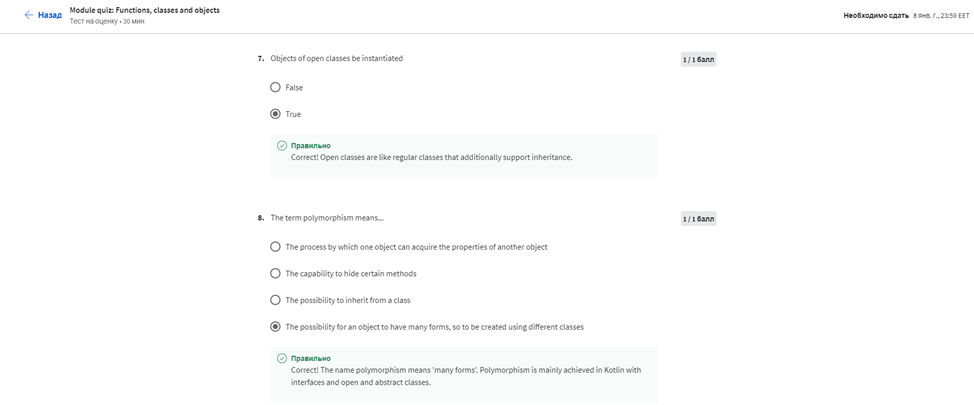 Назад
Module quiz: Functions, classes and objects
Тест на оценку • 30 мин
Необходимо сдать 8 янв. г., 23:59 EET
7. Objects of open classes be instantiated
1 / 1 балл
False
True
Правильно
Correct! Open classes are like regular classes that additionally support inheritance.
8. The term polymorphism means...
1 / 1 балл
The process by which one object can acquire the properties of another object
The capability to hide certain methods
The possibility to inherit from a class
The possibility for an object to have many forms, so to be created using different classes
Правильно
Correct! The name polymorphism means 'many forms'. Polymorphism is mainly achieved in Kotlin with
interfaces and open and abstract classes.